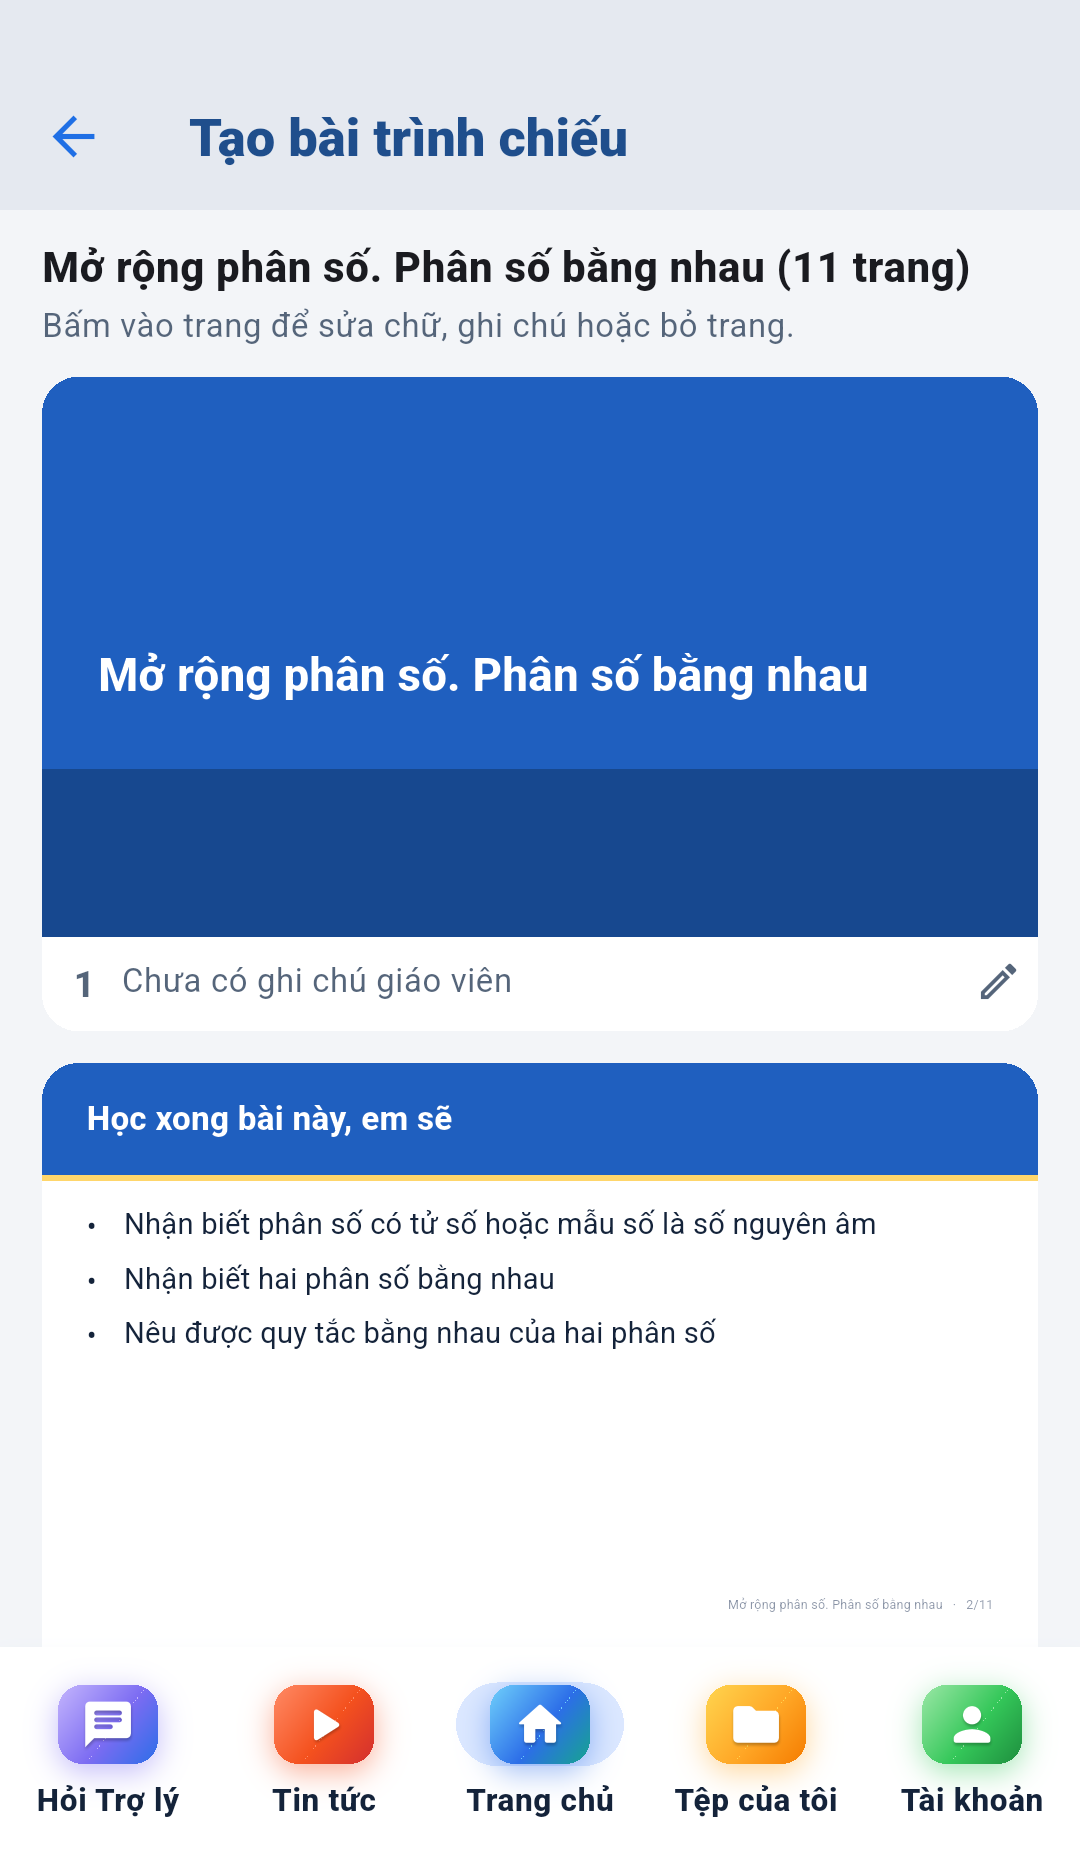 Tạo bài trình chiếu
Mở rộng phân số. Phân số bằng nhau (11 trang)
Bấm vào trang để sửa chữ, ghi chú hoặc bỏ trang.
Mở rộng phân số. Phân số bằng nhau
1 Chưa có ghi chú giáo viên
Học xong bài này, em sẽ
• Nhận biết phân số có tử số hoặc mẫu số là số nguyên âm
• Nhận biết hai phân số bằng nhau
• Nêu được quy tắc bằng nhau của hai phân số
Mở rộng phân số. Phân số bằng nhau · 2/11
Hỏi Trợ lý
Tin tức
Trang chủ
Tệp của tôi
Tài khoản